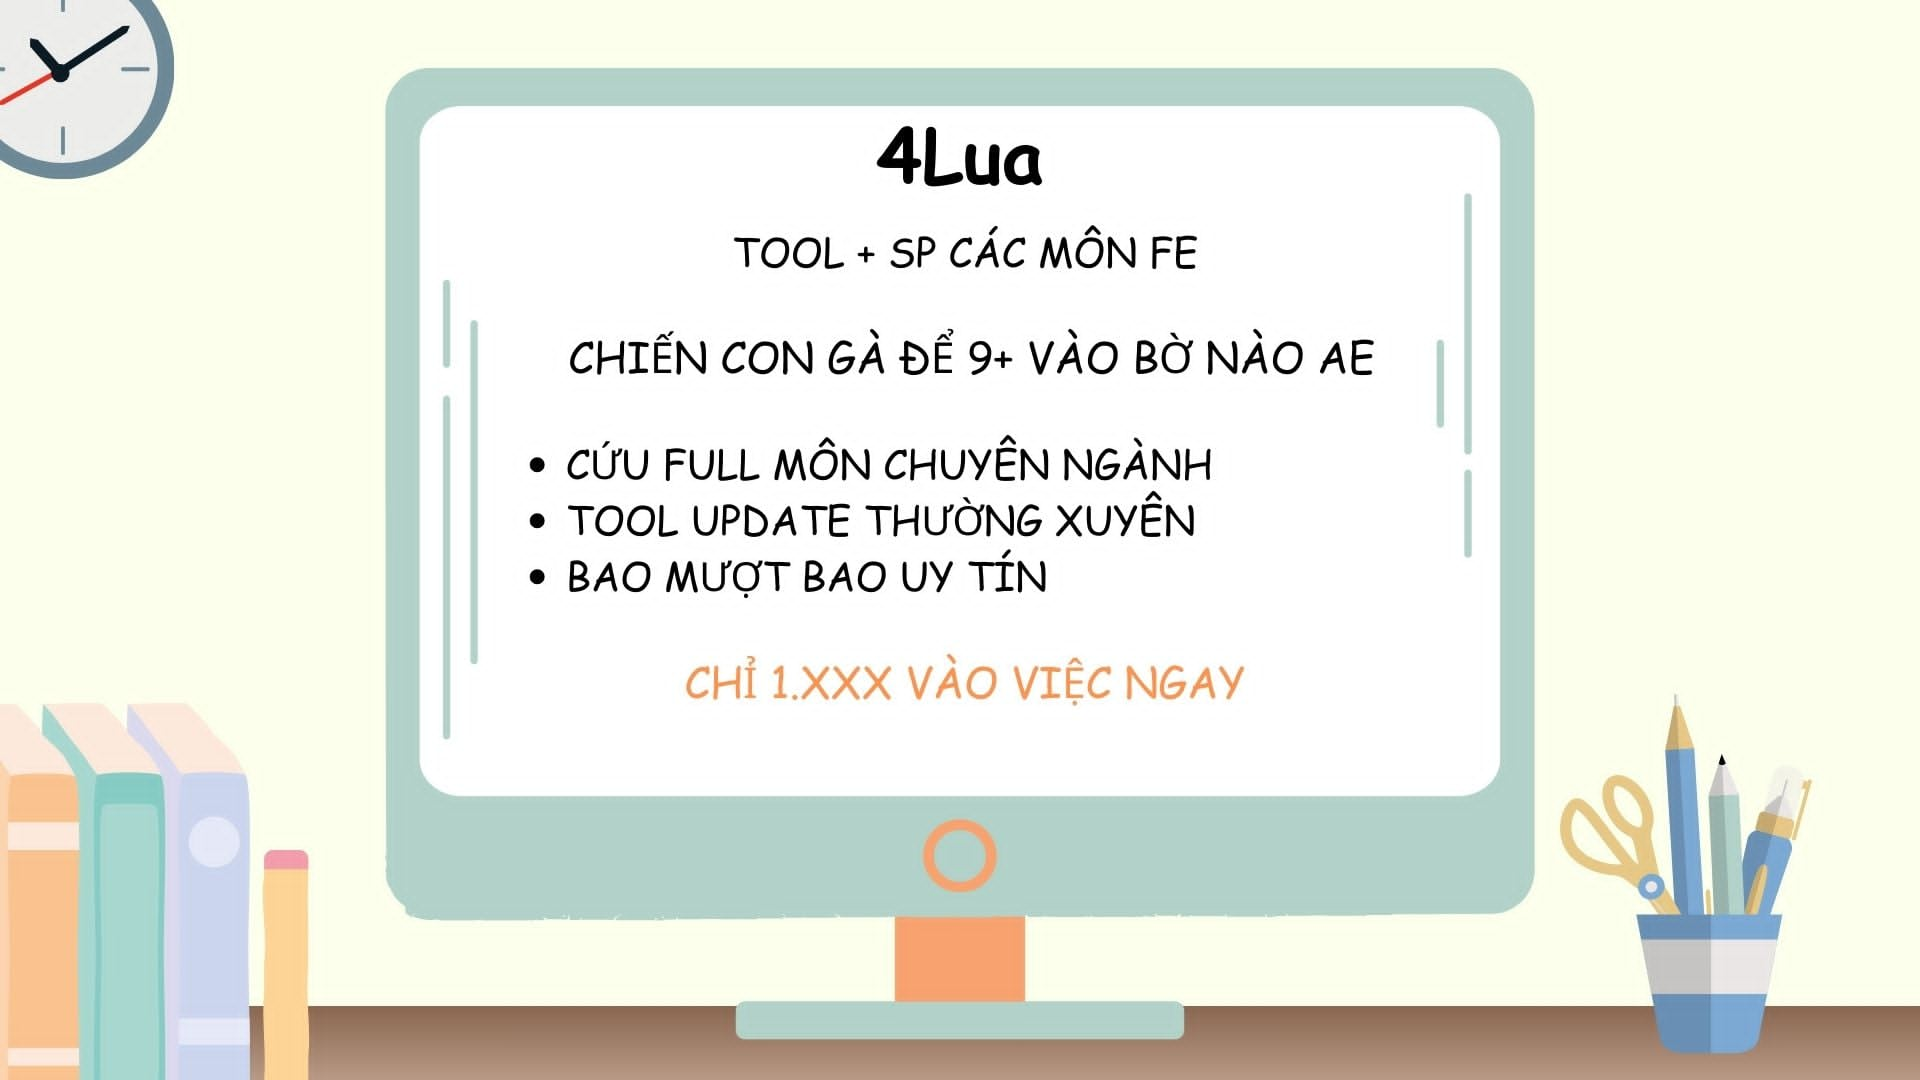 4Lua
TOOL + SP CÁC MÔN FE
CHIẾN CON GÀ ĐỂ 9+ VÀO BỜ NÀO AE
• CỨU FULL MÔN CHUYÊN NGÀNH
• TOOL UPDATE THƯỜNG XUYÊN
• BAO MƯỢT BAO UY TÍN
CHỈ 1.XXX VÀO VIỆC NGAY